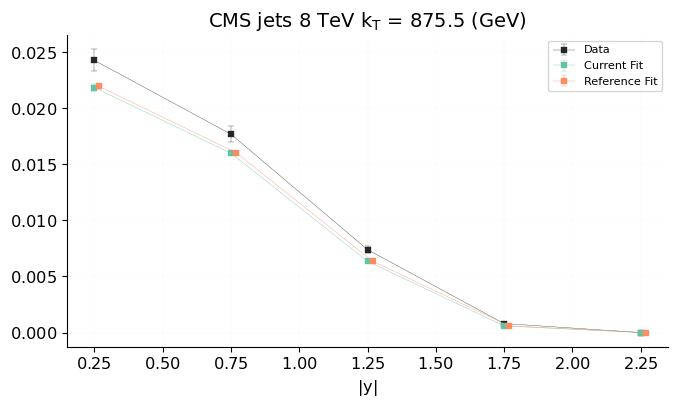 CMS jets 8 TeV kT = 875.5 (GeV)
Data
Current Fit
Reference Fit
0.025
0.020
0.015
0.010
0.005
0.000
0.25 0.50 0.75 1.00 1.25 1.50 1.75 2.00 2.25
|y|